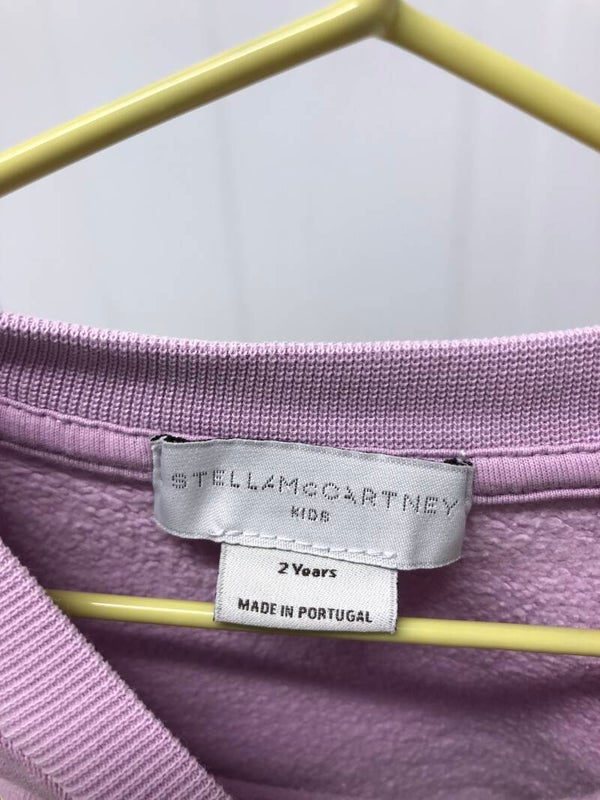 STELLAMcCARTNEY
KIDS
2 Years
MADE IN PORTUGAL